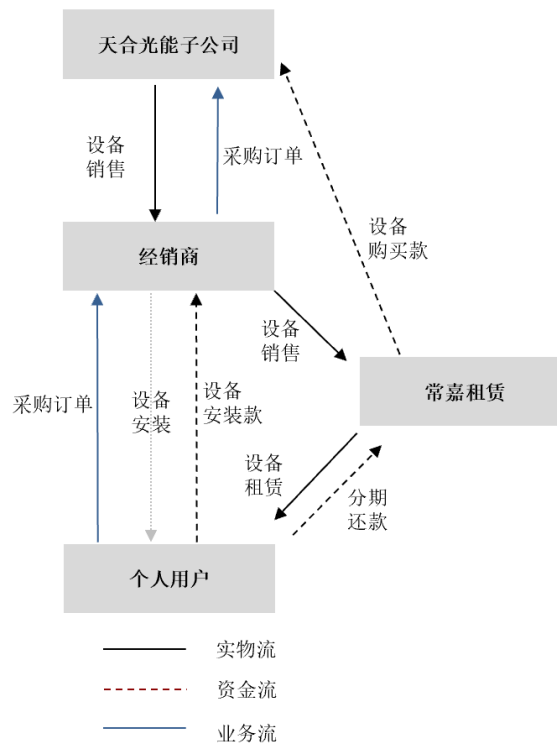 天合光能子公司
设备
销售
采购订单
设备
购买款
经销商
设备
销售
采购订单
设备
安装
设备
安装款
常嘉租赁
设备
租赁
分期
还款
个人用户
实物流
资金流
业务流